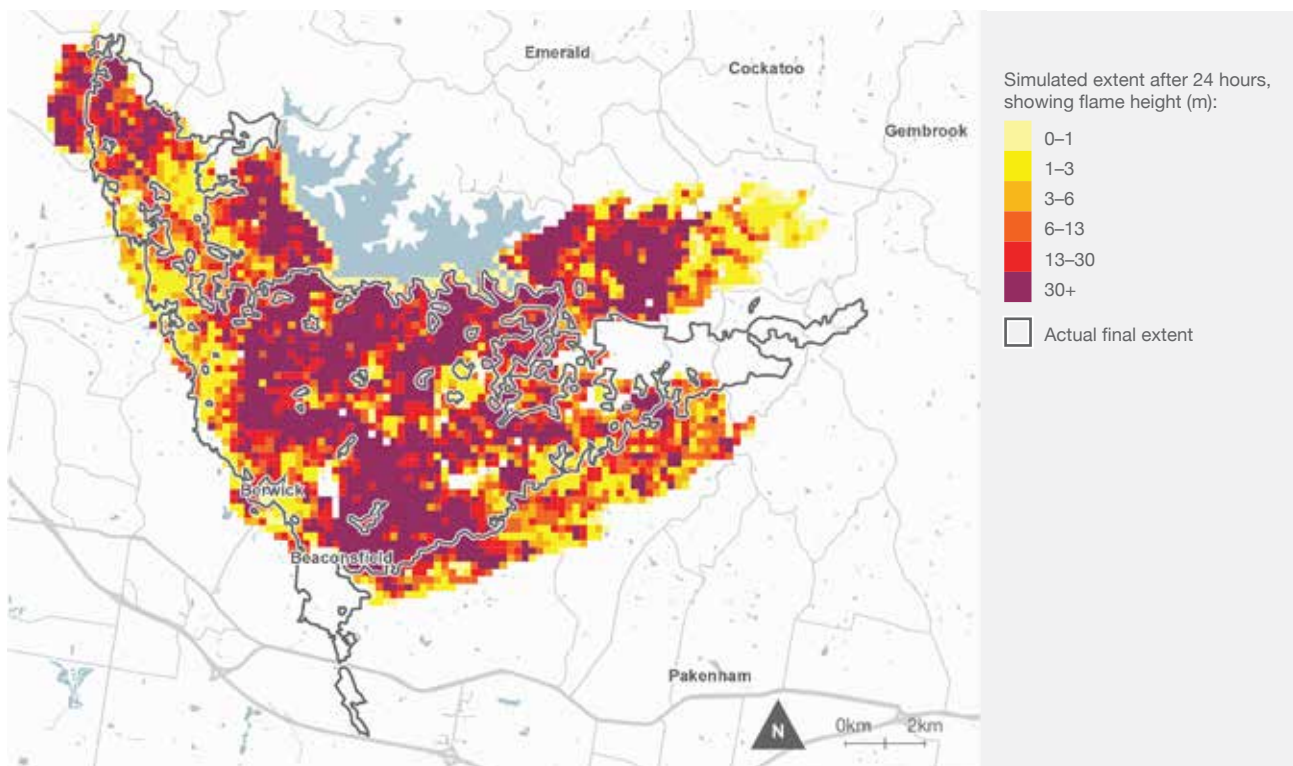 Emerald
Cockatoo
Gembrook
Berwick
Beaconsfield
Pakenham
N
0km 2km
Simulated extent after 24 hours,
showing flame height (m):
0–1
1–3
3–6
6–13
13–30
30+
Actual final extent